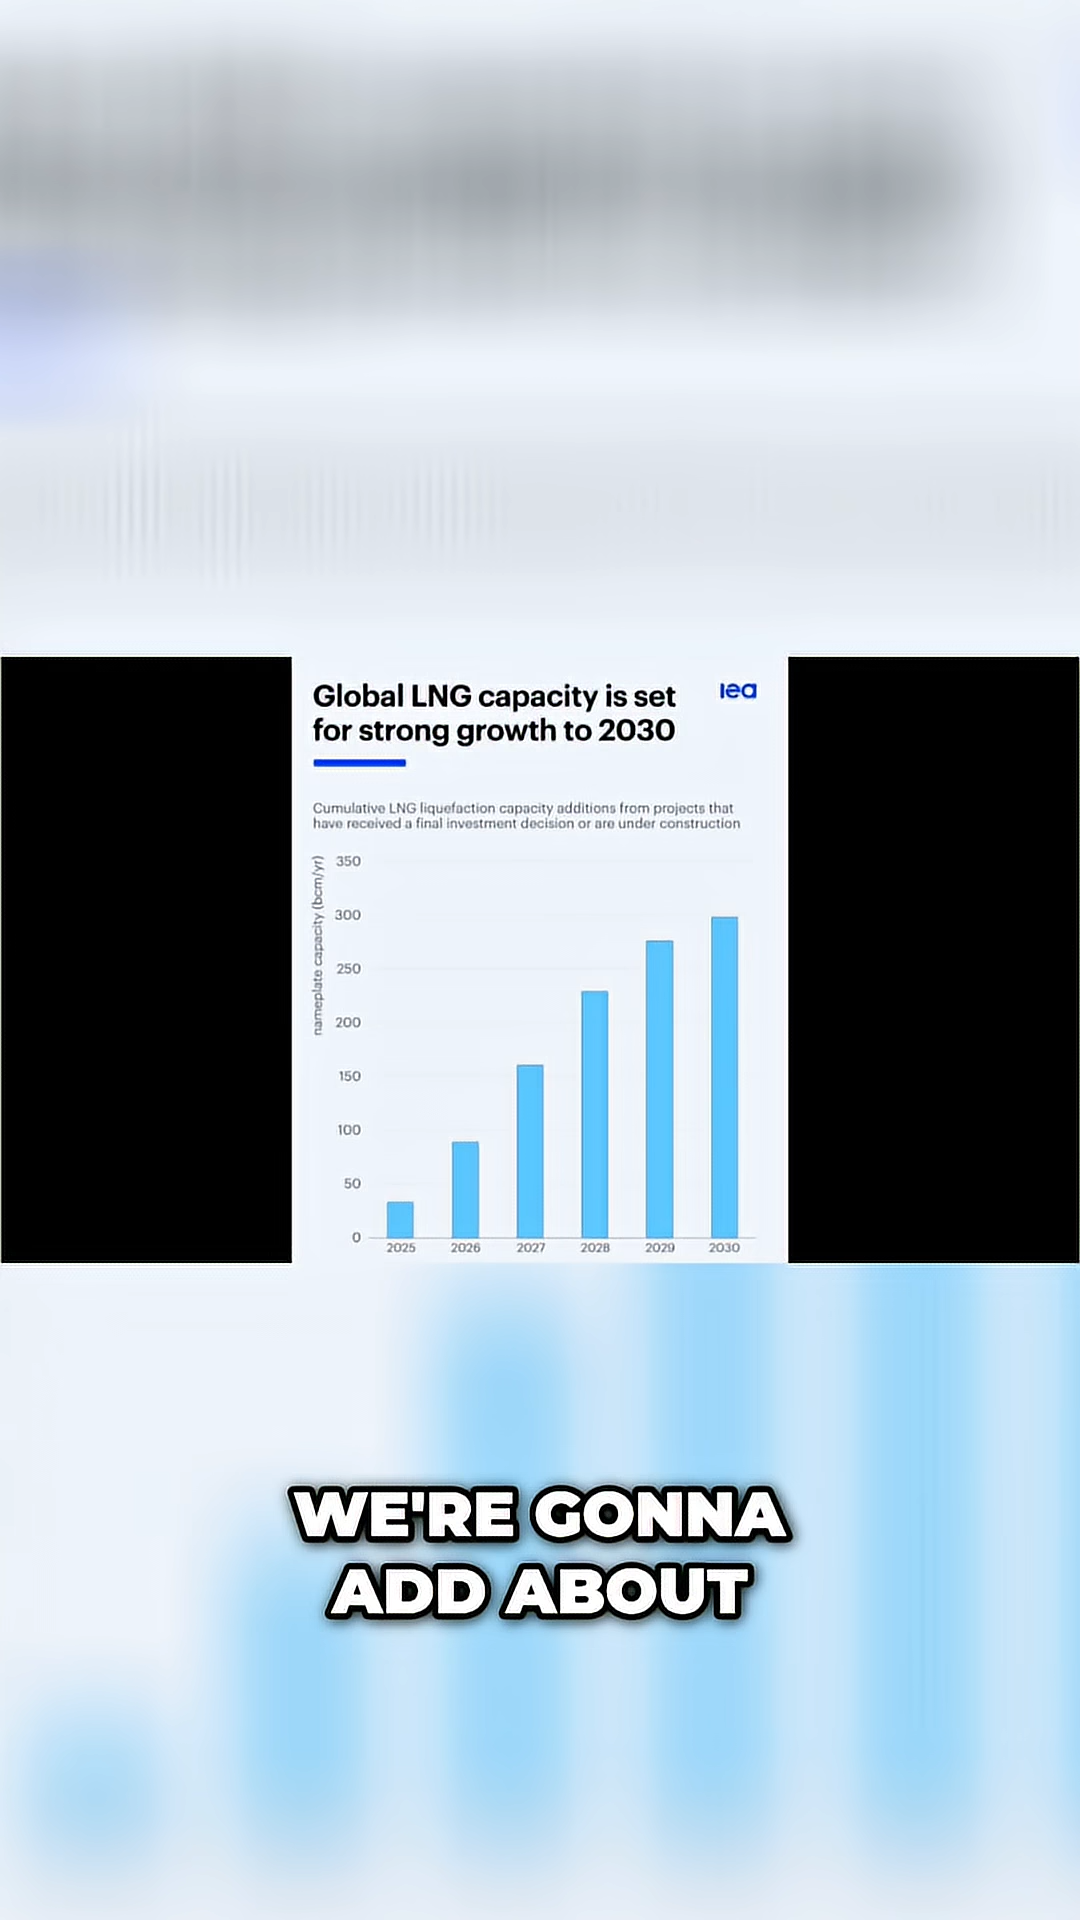 Global LNG capacity is set
for strong growth to 2030
iea
Cumulative LNG liquefaction capacity additions from projects that
have received a final investment decision or are under construction
nameplate capacity (bcm/yr)
350
300
250
200
150
100
50
0
2025 2026 2027 2028 2029 2030
WE'RE GONNA
ADD ABOUT